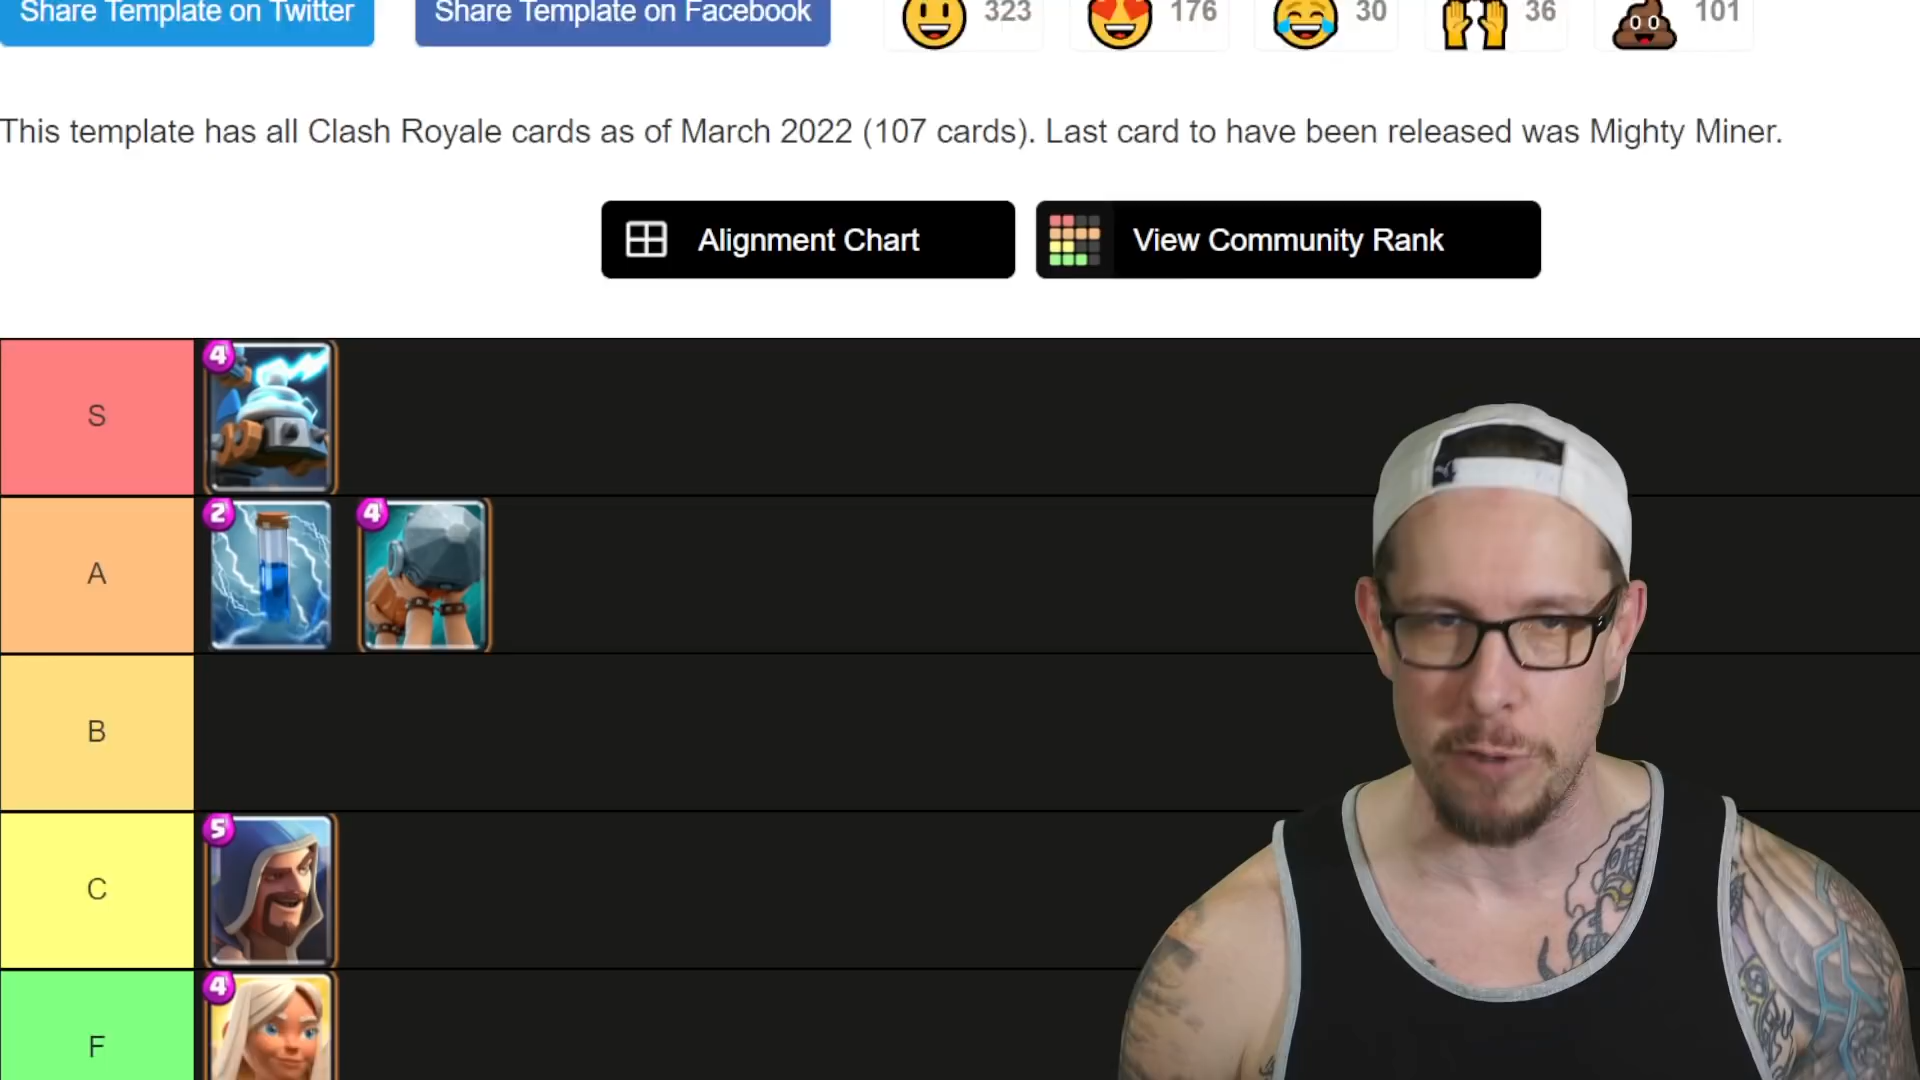 Share Template on Twitter
Share Template on Facebook
323
176
30
36
101
This template has all Clash Royale cards as of March 2022 (107 cards). Last card to have been released was Mighty Miner.
Alignment Chart
View Community Rank
S
4
A
2
4
B
C
5
F
4